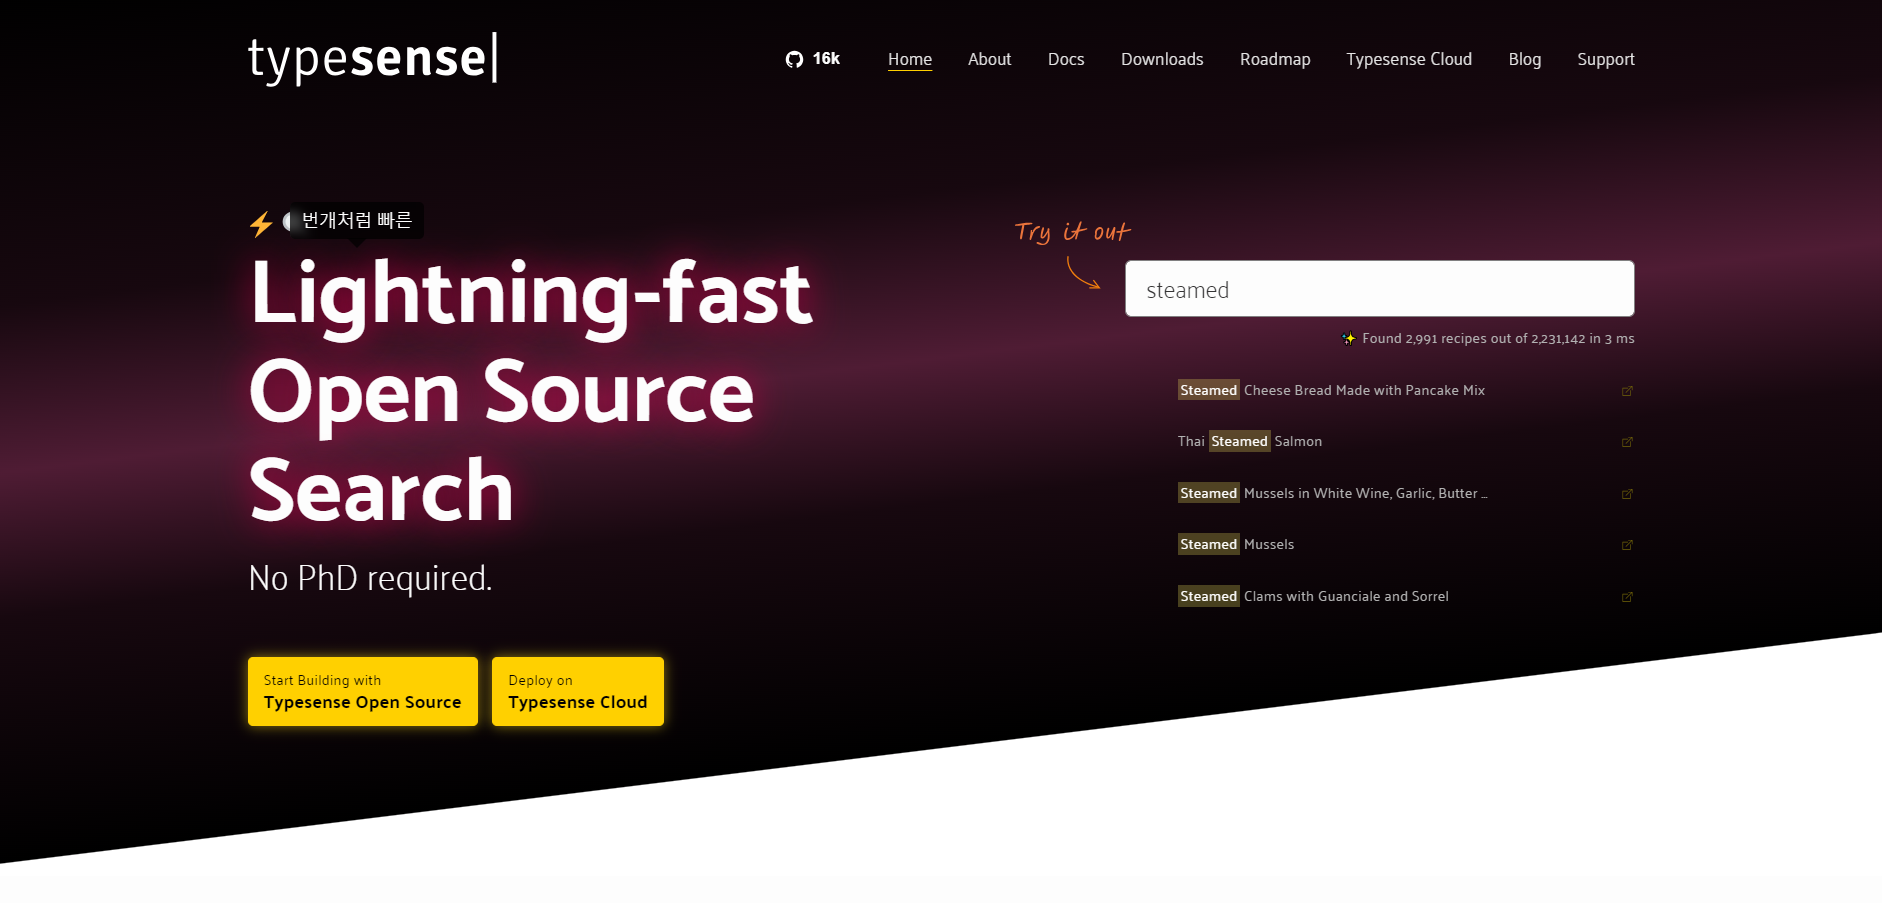 typesense
16k
Home
About
Docs
Downloads
Roadmap
Typesense Cloud
Blog
Support
번개처럼 빠른
Lightning-fast
Open Source
Search
No PhD required.
Start Building with
Typesense Open Source
Deploy on
Typesense Cloud
Try it out
steamed
Found 2,991 recipes out of 2,231,142 in 3 ms
Steamed Cheese Bread Made with Pancake Mix
Thai Steamed Salmon
Steamed Mussels in White Wine, Garlic, Butter ...
Steamed Mussels
Steamed Clams with Guanciale and Sorrel